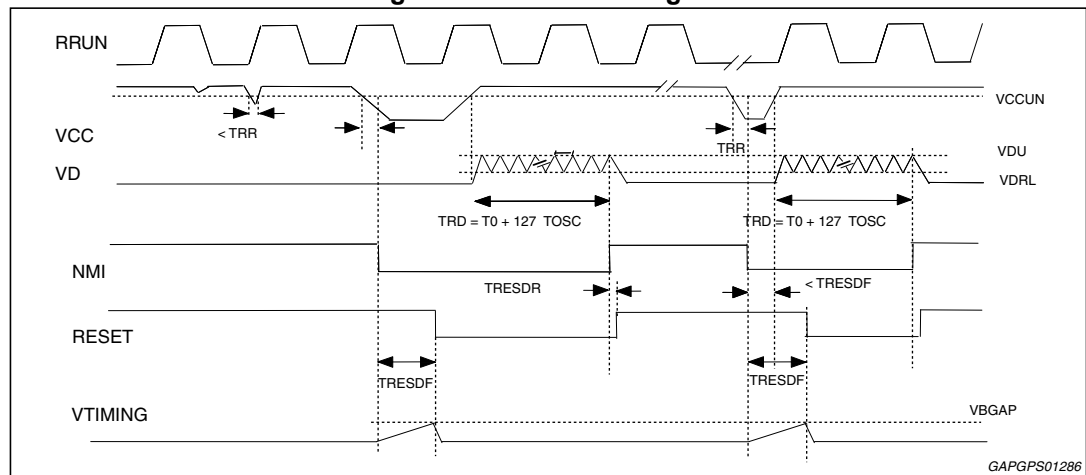 RRUN
VCCUN
< TRR
TRR
VCC
VDU
VD
VDRL
TRD = T0 + 127 TOSC
TRD = T0 + 127 TOSC
NMI
TRESDR
< TRESDF
RESET
TRESDF
TRESDF
VTIMING
VBGAP
GAPGPS01286